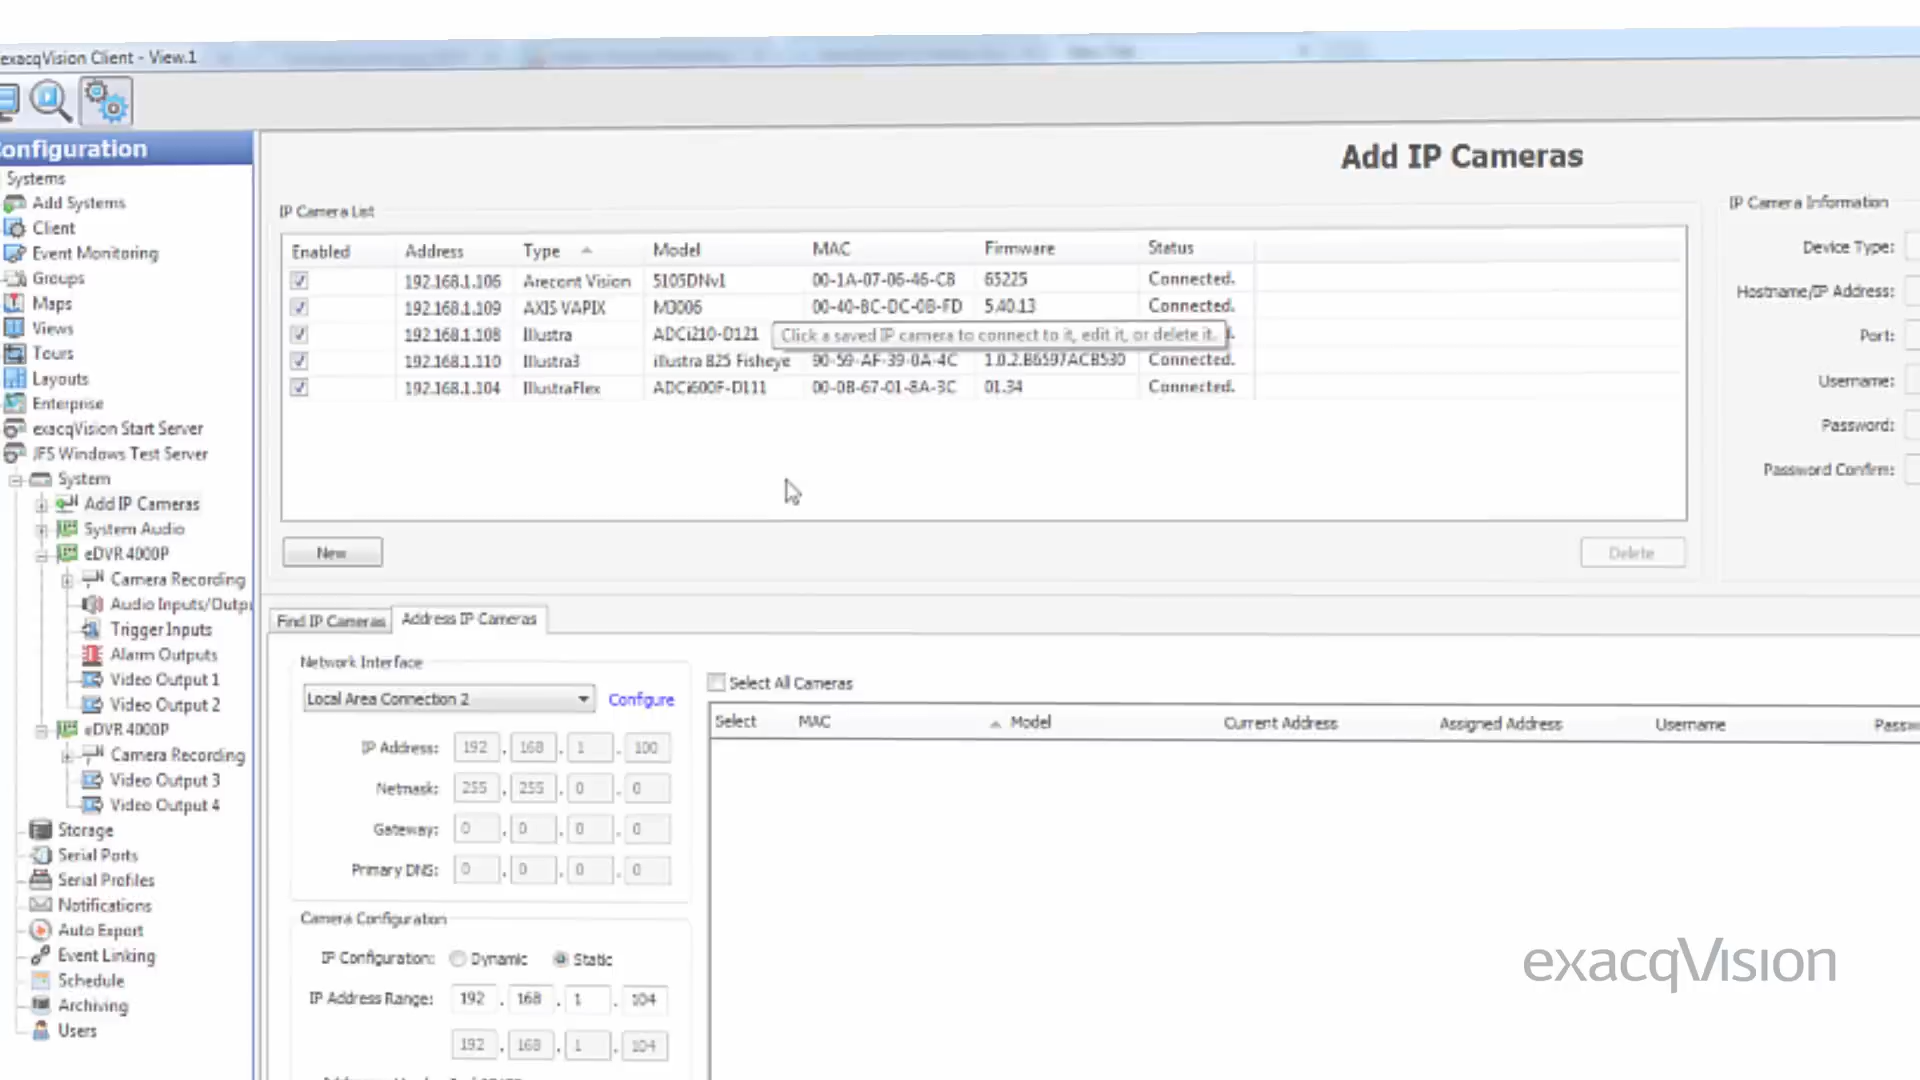 exacqVision Client - View.1
onfiguration
Systems
Add Systems
Client
Event Monitoring
Groups
Maps
Views
Tours
Layouts
Enterprise
exacqVision Start Server
JFS Windows Test Server
System
Add IP Cameras
System Audio
eDVR 4000P
Camera Recording
Audio Inputs/Outp
Trigger Inputs
Alarm Outputs
Video Output 1
Video Output 2
eDVR 4000P
Camera Recording
Video Output 3
Video Output 4
Storage
Serial Ports
Serial Profiles
Notifications
Auto Export
Event Linking
Schedule
Archiving
Users
Add IP Cameras
IP Camera List
Enabled Address Type Model MAC Firmware Status
192.168.1.106 Arecont Vision 5105DNv1 00-1A-07-06-46-CB 65225 Connected.
192.168.1.109 AXIS VAPIX M3006 00-40-8C-DC-0B-FD 5.40.13 Connected.
192.168.1.108 Illustra ADCi210-D121
Click a saved IP camera to connect to it, edit it, or delete it.
192.168.1.110 Illustra3 illustra 825 Fisheye 90-59-AF-39-0A-4C 1.0.2.B6597ACB530 Connected.
192.168.1.104 IllustraFlex ADCi600F-D111 00-0B-67-01-8A-3C 01.34 Connected.
New
Delete
IP Camera Information
Device Type:
Hostname/IP Address:
Port:
Username:
Password:
Password Confirm:
Find IP Cameras Address IP Cameras
Network Interface
Local Area Connection 2 Configure
IP Address: 192 . 168 . 1 . 100
Netmask: 255 . 255 . 0 . 0
Gateway: 0 . 0 . 0 . 0
Primary DNS: 0 . 0 . 0 . 0
Camera Configuration
IP Configuration: Dynamic Static
IP Address Range: 192 . 168 . 1 . 104
192 . 168 . 1 . 104
Select All Cameras
Select MAC Model Current Address Assigned Address Username Passw
exacqVision